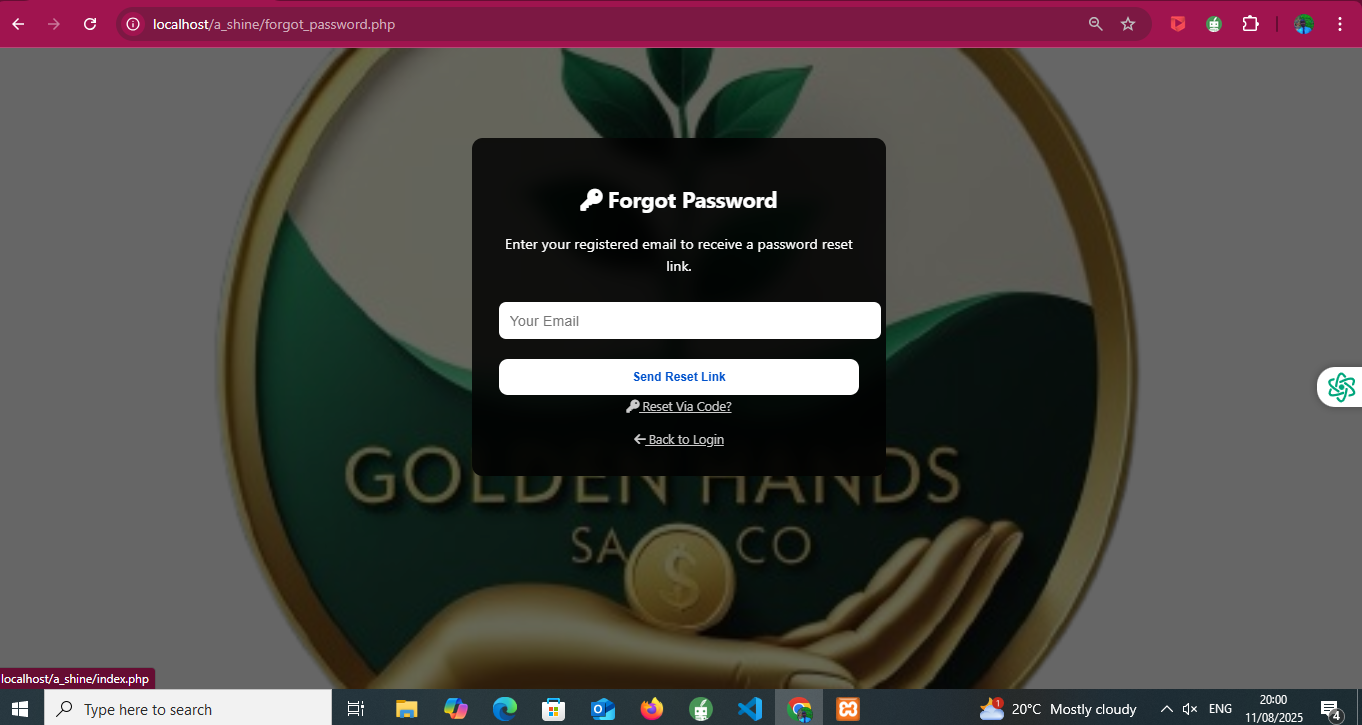 localhost/a_shine/forgot_password.php
Forgot Password
Enter your registered email to receive a password reset
link.
Your Email
Send Reset Link
Reset Via Code?
Back to Login
GOLDEN HANDS
SA CO
$
localhost/a_shine/index.php
Type here to search
1
20°C Mostly cloudy
ENG
20:00
11/08/2025
4